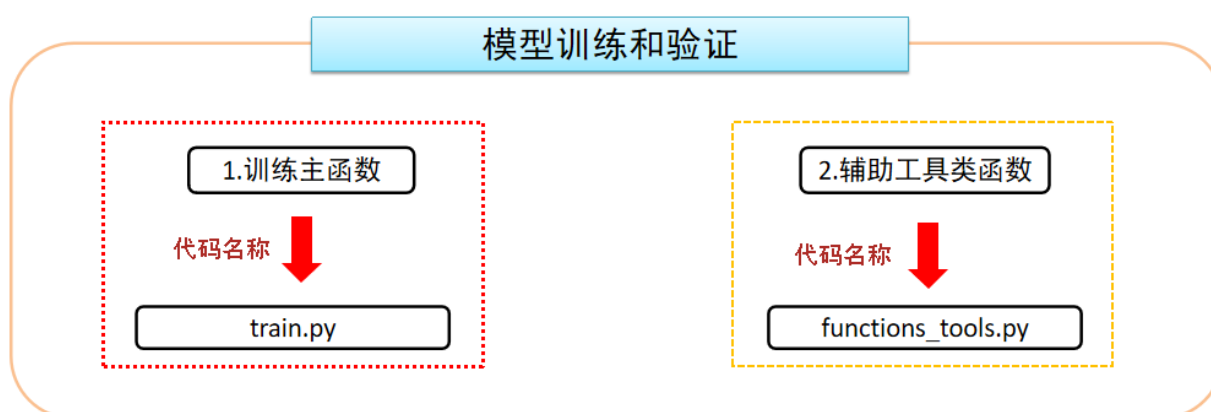 模型训练和验证
1.训练主函数
代码名称
train.py
2.辅助工具类函数
代码名称
functions_tools.py